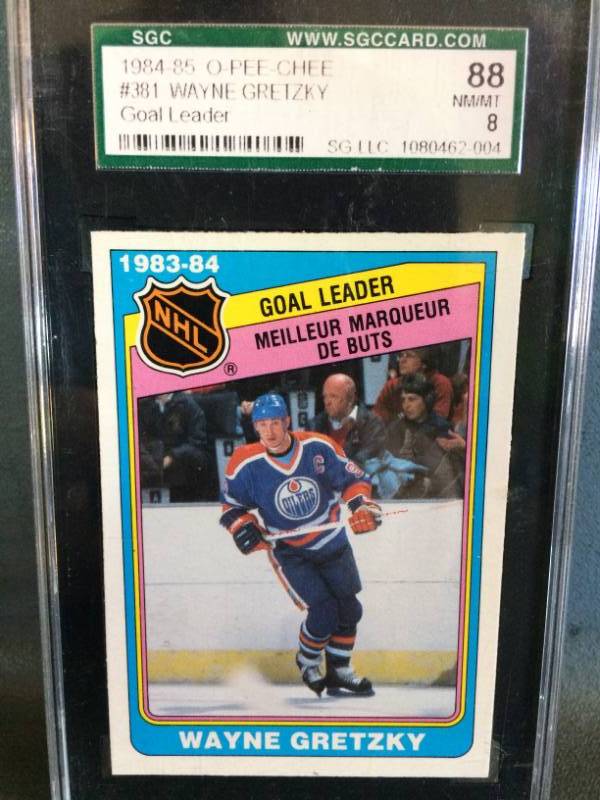 SGC WWW.SGCCARD.COM
1984-85 O-PEE-CHEE 88
#381 WAYNE GRETZKY NM/MT
Goal Leader 8
SG LLC 1080462-004
1983-84
NHL
®
GOAL LEADER
MEILLEUR MARQUEUR
DE BUTS
C
OILERS
WAYNE GRETZKY